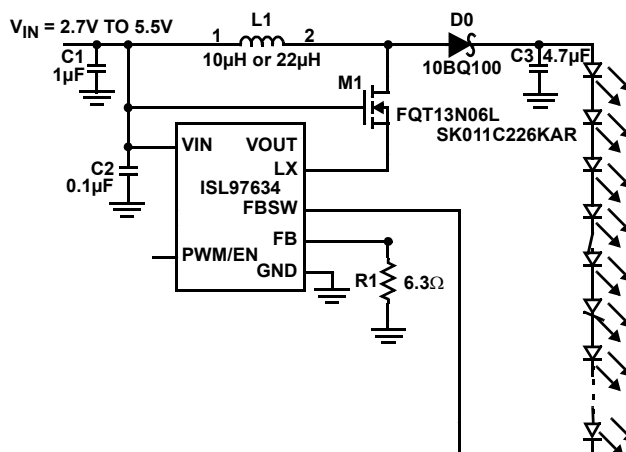 V_IN = 2.7V TO 5.5V
L1
D0
1
2
C1
1µF
10µH or 22µH
10BQ100
C3
4.7µF
M1
FQT13N06L
SK011C226KAR
VIN
VOUT
LX
C2
0.1µF
ISL97634
FBSW
FB
PWM/EN
GND
R1
6.3Ω